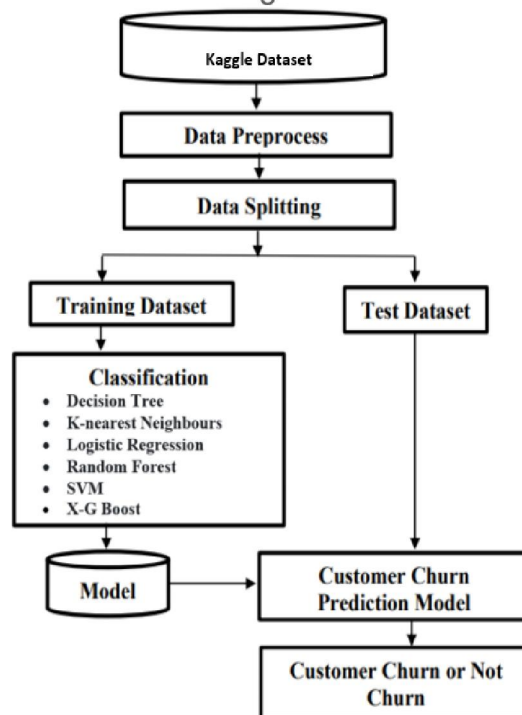 Kaggle Dataset
Data Preprocess
Data Splitting
Training Dataset
Test Dataset
Classification
• Decision Tree
• K-nearest Neighbours
• Logistic Regression
• Random Forest
• SVM
• X-G Boost
Model
Customer Churn
Prediction Model
Customer Churn or Not
Churn